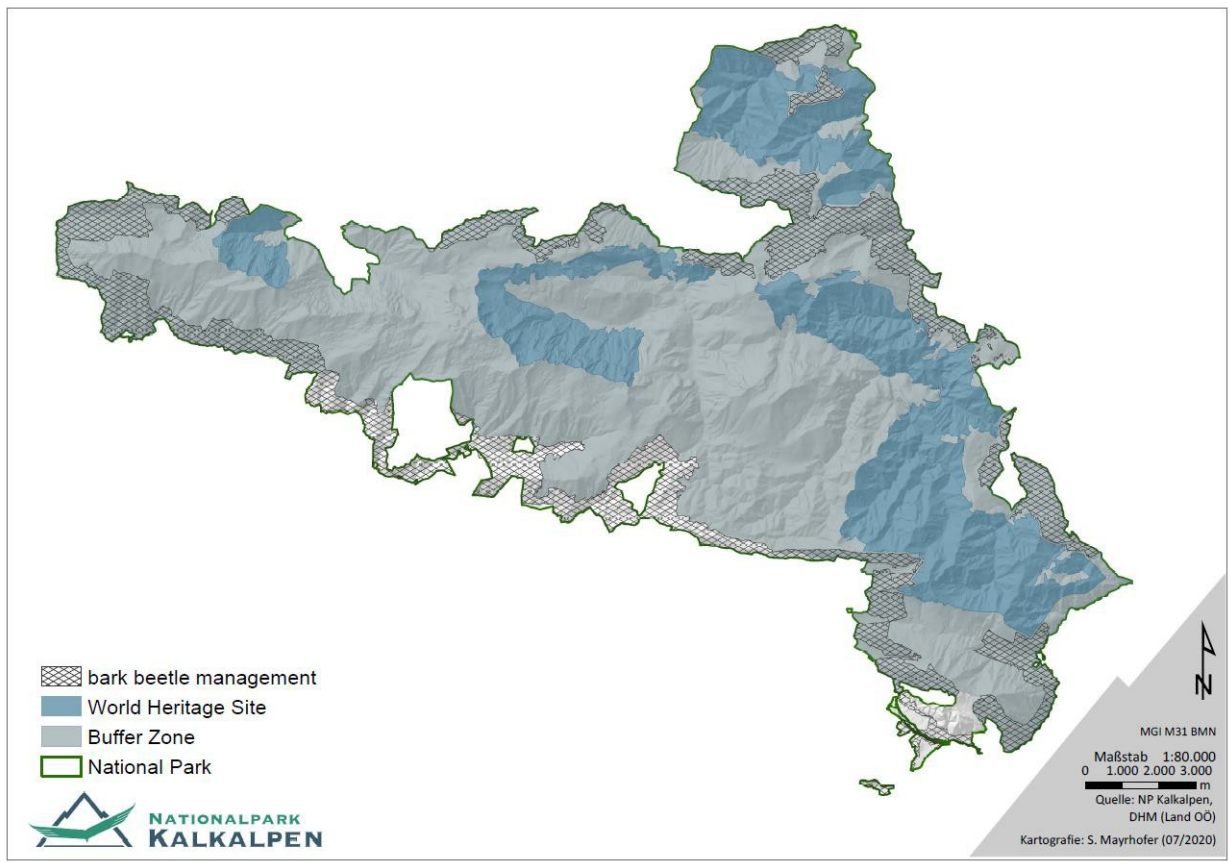 bark beetle management
World Heritage Site
Buffer Zone
National Park
NATIONALPARK
KALKALPEN
N
MGI M31 BMN
Maßstab 1:80.000
0 1.000 2.000 3.000
m
Quelle: NP Kalkalpen,
DHM (Land OÖ)
Kartografie: S. Mayrhofer (07/2020)